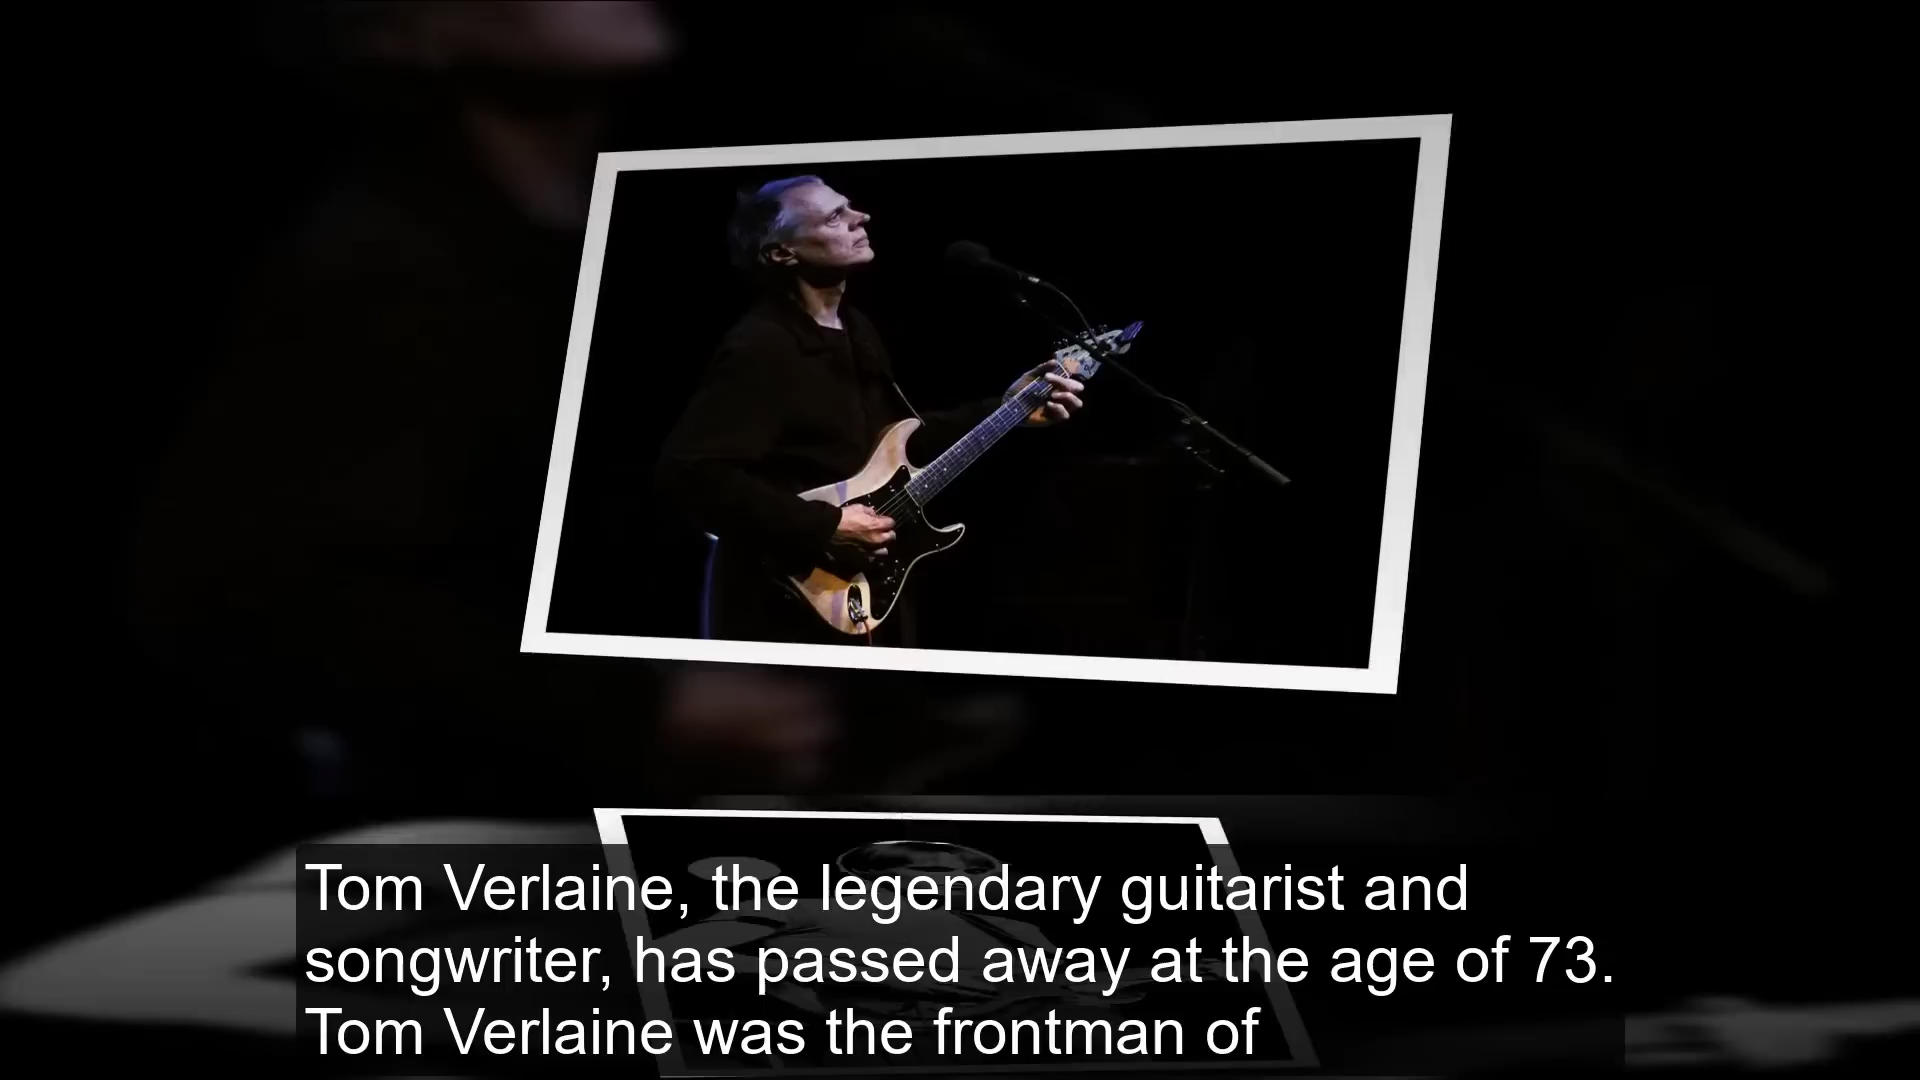 Tom Verlaine, the legendary guitarist and
songwriter, has passed away at the age of 73.
Tom Verlaine was the frontman of